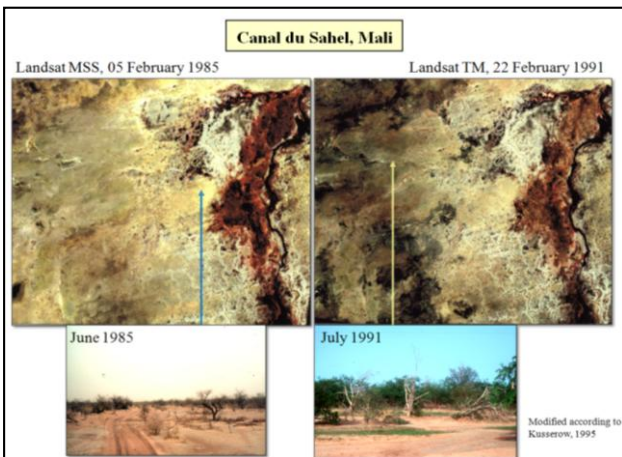 Canal du Sahel, Mali
Landsat MSS, 05 February 1985
Landsat TM, 22 February 1991
June 1985
July 1991
Modified according to
Kusserow, 1995